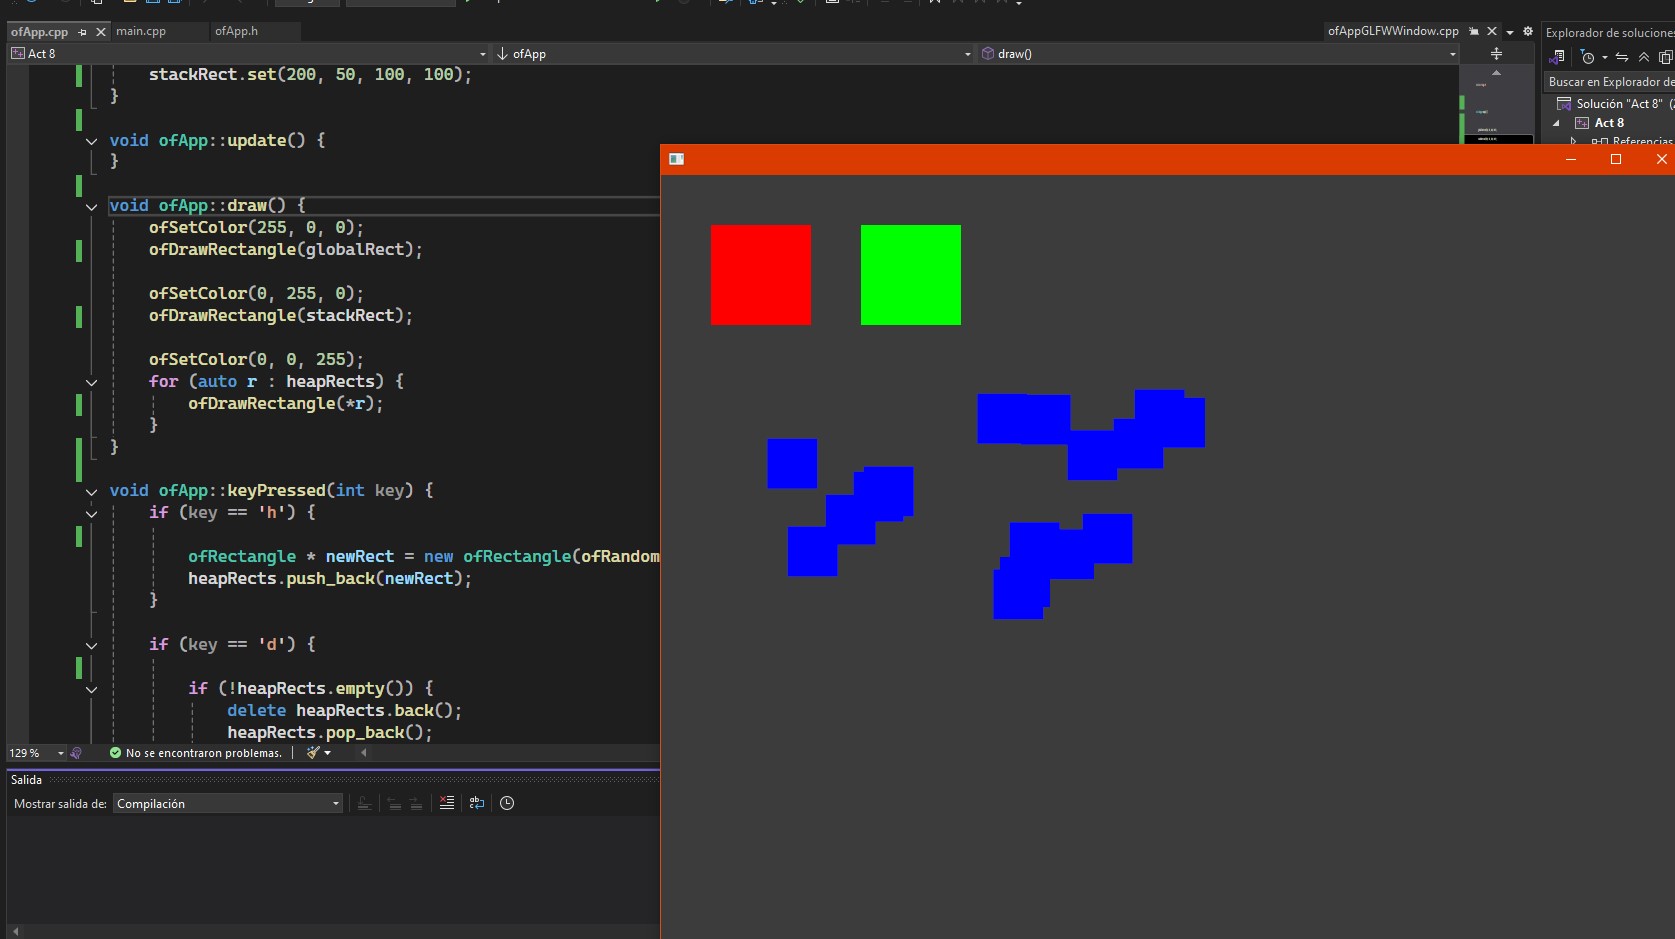 ofApp.cpp
main.cpp
ofApp.h
ofAppGLFWWindow.cpp
Explorador de soluciones
Act 8
ofApp
draw()
Buscar en Explorador de
Solución "Act 8" (2
Act 8
Referencias
stackRect.set(200, 50, 100, 100);
}
void ofApp::update() {
}
void ofApp::draw() {
ofSetColor(255, 0, 0);
ofDrawRectangle(globalRect);
ofSetColor(0, 255, 0);
ofDrawRectangle(stackRect);
ofSetColor(0, 0, 255);
for (auto r : heapRects) {
ofDrawRectangle(*r);
}
}
void ofApp::keyPressed(int key) {
if (key == 'h') {
ofRectangle * newRect = new ofRectangle(ofRandom
heapRects.push_back(newRect);
}
if (key == 'd') {
if (!heapRects.empty()) {
delete heapRects.back();
heapRects.pop_back();
129 %
No se encontraron problemas.
Salida
Mostrar salida de:
Compilación